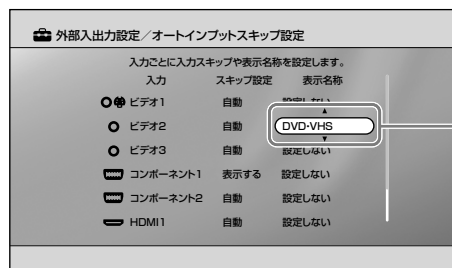 外部入出力設定／オートインプットスキップ設定
入力ごとに入力スキップや表示名称を設定します。
入力 スキップ設定 表示名称
ビデオ1 自動 設定しない
ビデオ2 自動 DVD・VHS
ビデオ3 自動 設定しない
コンポーネント1 表示する 設定しない
コンポーネント2 自動 設定しない
HDMI1 自動 設定しない